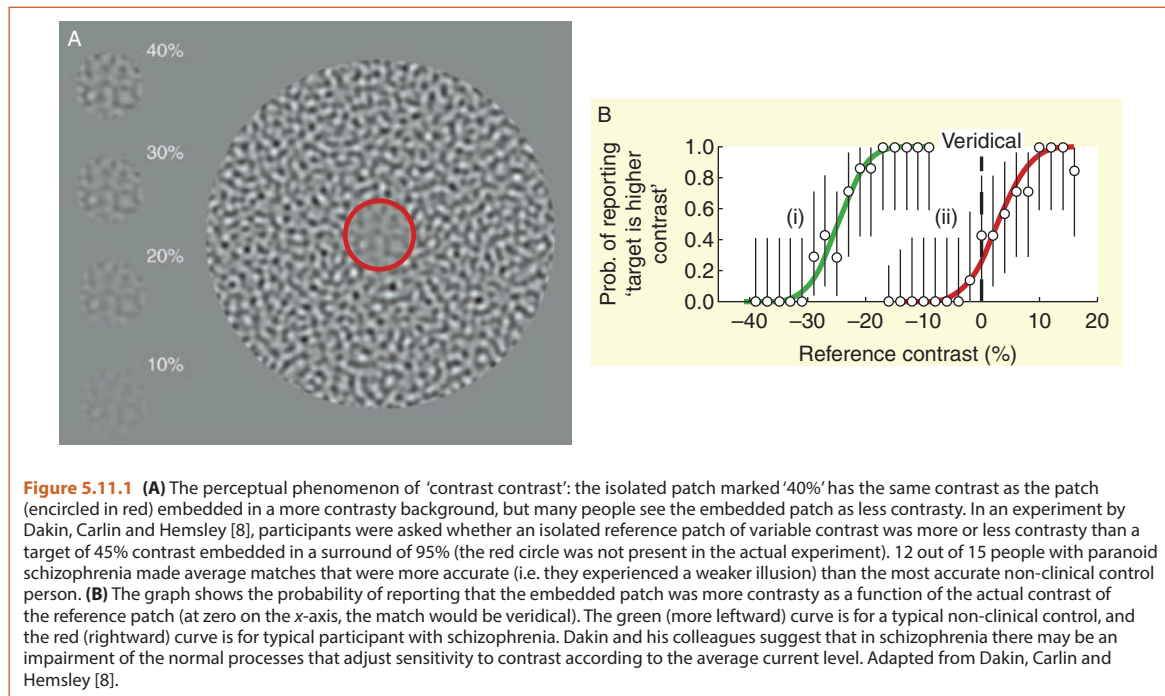 A
40%
30%
20%
10%
B
Veridical
1.0
0.8
0.6
0.4
0.2
0.0
(i)
(ii)
Prob. of reporting
‘target is higher
contrast’
–40 –30 –20 –10 0 10 20
Reference contrast (%)
Figure 5.11.1 (A) The perceptual phenomenon of ‘contrast contrast’: the isolated patch marked ‘40%’ has the same contrast as the patch
(encircled in red) embedded in a more contrasty background, but many people see the embedded patch as less contrasty. In an experiment by
Dakin, Carlin and Hemsley [8], participants were asked whether an isolated reference patch of variable contrast was more or less contrasty than a
target of 45% contrast embedded in a surround of 95% (the red circle was not present in the actual experiment). 12 out of 15 people with paranoid
schizophrenia made average matches that were more accurate (i.e. they experienced a weaker illusion) than the most accurate non-clinical control
person. (B) The graph shows the probability of reporting that the embedded patch was more contrasty as a function of the actual contrast of
the reference patch (at zero on the x-axis, the match would be veridical). The green (more leftward) curve is for a typical non-clinical control, and
the red (rightward) curve is for typical participant with schizophrenia. Dakin and his colleagues suggest that in schizophrenia there may be an
impairment of the normal processes that adjust sensitivity to contrast according to the average current level. Adapted from Dakin, Carlin and
Hemsley [8].